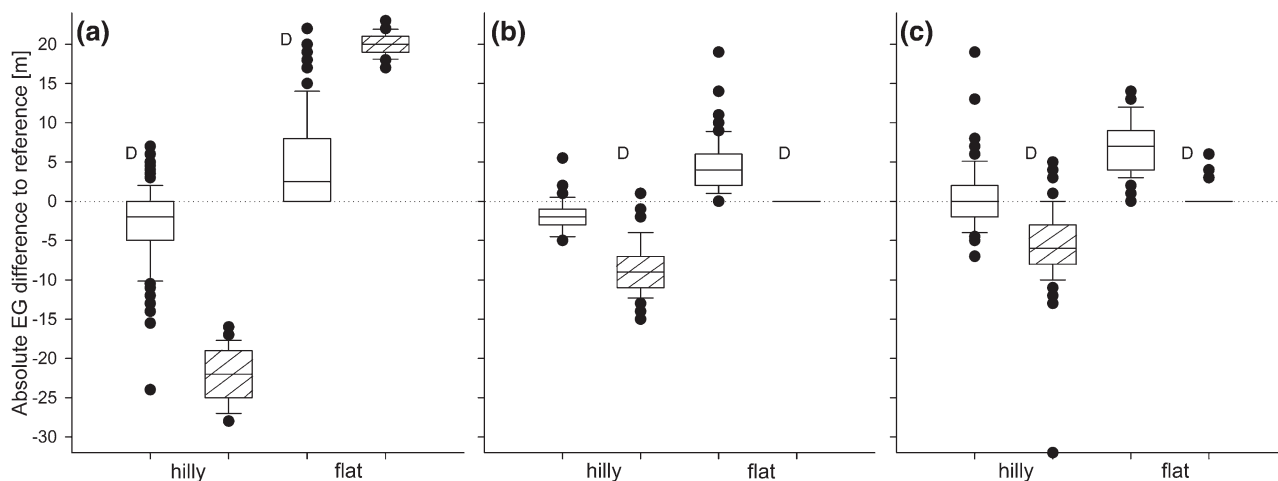 Absolute EG difference to reference [m]
20
15
10
5
0
-5
-10
-15
-20
-25
-30
(a)
D
D
hilly
flat
(b)
D
D
hilly
flat
(c)
D
D
hilly
flat